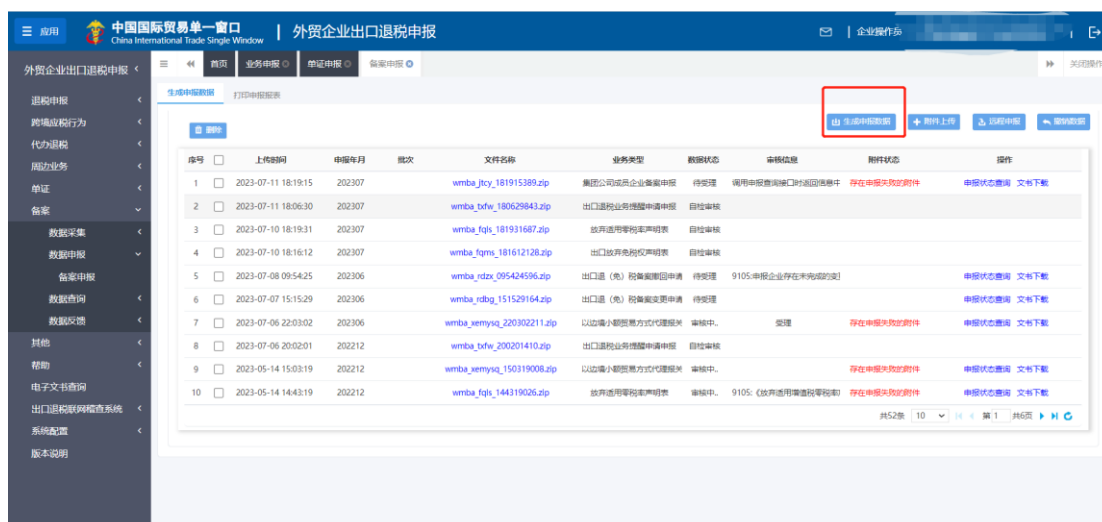 应用
中国国际贸易单一窗口
China International Trade Single Window
外贸企业出口退税申报
企业操作员
外贸企业出口退税申报
首页 业务申报 单证申报 备案申报
关闭操作
退税申报
跨境应税行为
代办退税
周边业务
单证
备案
数据采集
数据申报
备案申报
数据查询
数据反馈
其他
帮助
电子文书查询
出口退税联网稽查系统
系统配置
版本说明
生成申报数据 打印申报报表
删除
生成申报数据 附件上传 远程申报 撤销数据
序号 上传时间 申报年月 批次 文件名称 业务类型 数据状态 审核信息 附件状态 操作
1 2023-07-11 18:19:15 202307 wmba_jtcy_181915389.zip 集团公司成员企业备案申报 待受理 调用申报查询接口时返回信息中 存在申报失败的附件 申报状态查询 文书下载
2 2023-07-11 18:06:30 202307 wmba_txfw_180629843.zip 出口退税业务提醒申请申报 自检审核
3 2023-07-10 18:19:31 202307 wmba_fqls_181931687.zip 放弃适用零税率声明表 自检审核
4 2023-07-10 18:16:12 202307 wmba_fqms_181612128.zip 出口放弃免税权声明表 自检审核
5 2023-07-08 09:54:25 202306 wmba_rdzx_095424596.zip 出口退（免）税备案撤回申请 待受理 9105:申报企业存在未完成的变 申报状态查询 文书下载
6 2023-07-07 15:15:29 202306 wmba_rdbg_151529164.zip 出口退（免）税备案变更申请 待受理 申报状态查询 文书下载
7 2023-07-06 22:03:02 202306 wmba_xemysq_220302211.zip 以边境小额贸易方式代理报关 审核中.. 受理 存在申报失败的附件 申报状态查询 文书下载
8 2023-07-06 20:02:01 202212 wmba_txfw_200201410.zip 出口退税业务提醒申请申报 自检审核
9 2023-05-14 15:03:19 202212 wmba_xemysq_150319008.zip 以边境小额贸易方式代理报关 审核中.. 存在申报失败的附件 申报状态查询 文书下载
10 2023-05-14 14:43:19 202212 wmba_fqls_144319026.zip 放弃适用零税率声明表 审核中.. 9105:《放弃适用增值税零税率 存在申报失败的附件 申报状态查询 文书下载
共52条 10 第 1 共6页